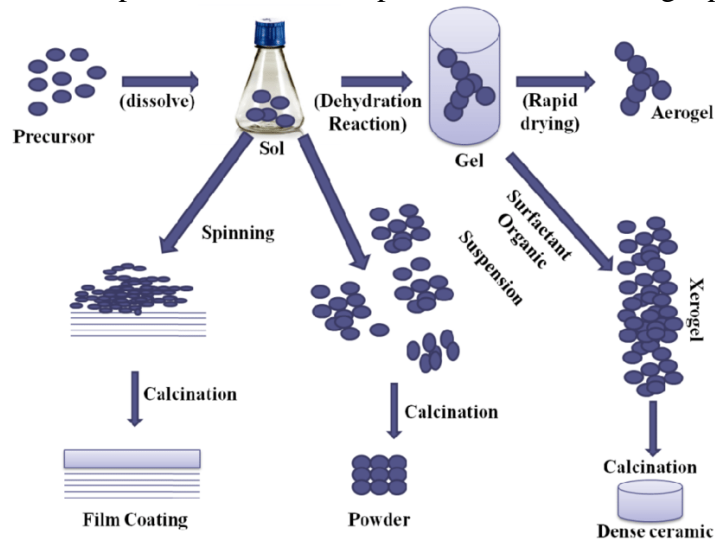 (dissolve)
Precursor
Sol
(Dehydration
Reaction)
Gel
(Rapid
drying)
Aerogel
Spinning
Suspension
Surfactant
Organic
Xerogel
Calcination
Calcination
Calcination
Film Coating
Powder
Dense ceramic